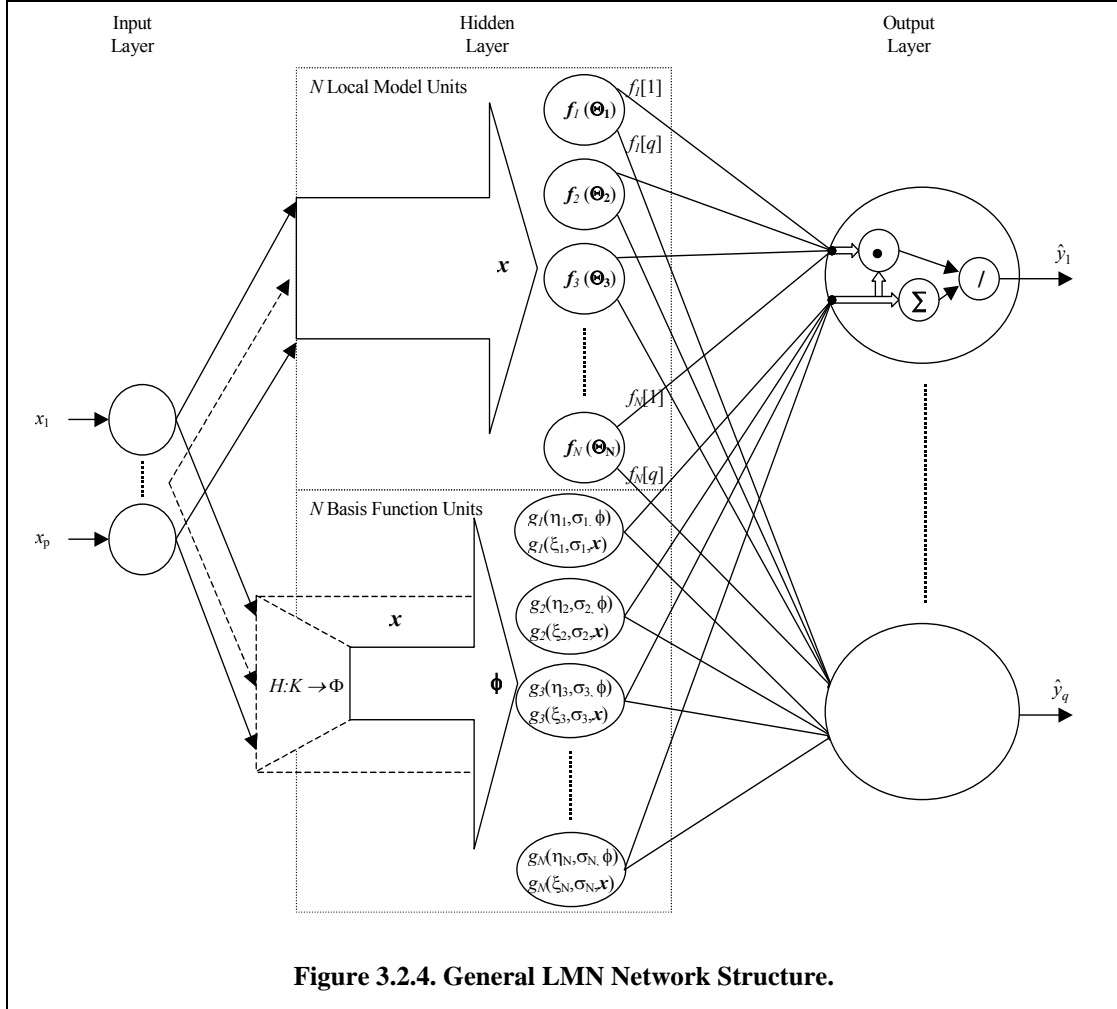 Input
Layer
Hidden
Layer
Output
Layer
N Local Model Units
f1 (Θ1)
f1[1]
f1[q]
f2 (Θ2)
x
f3 (Θ3)
fN (ΘN)
fN[1]
fN[q]
•
Σ
/
ŷ1
x1
xp
N Basis Function Units
x
H:K → Φ
ϕ
g1(η1,σ1, ϕ)
g1(ξ1,σ1,x)
g2(η2,σ2, ϕ)
g2(ξ2,σ2,x)
g3(η3,σ3, ϕ)
g3(ξ3,σ3,x)
gN(ηN,σN, ϕ)
gN(ξN,σN,x)
ŷq
Figure 3.2.4. General LMN Network Structure.